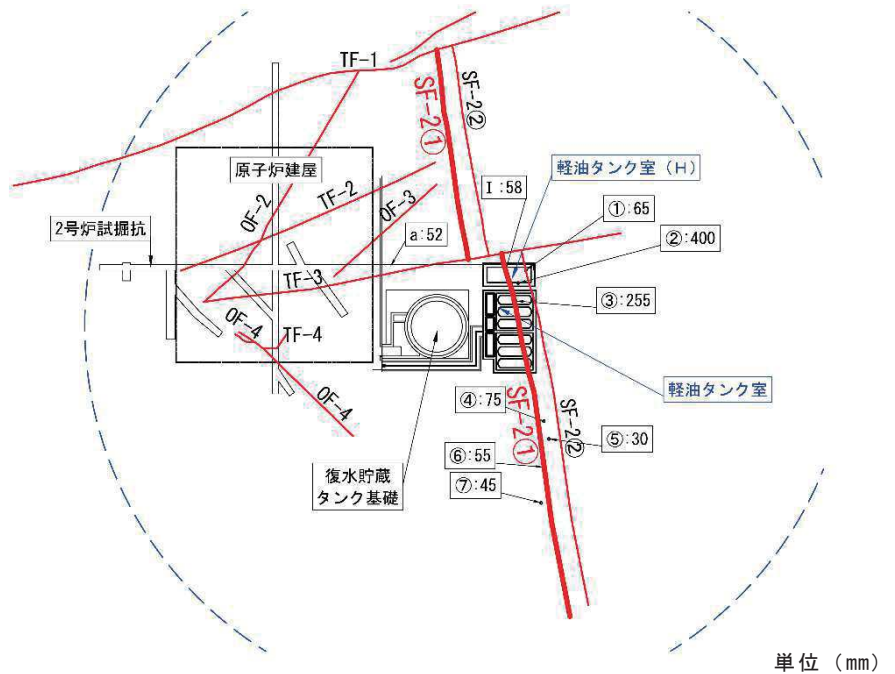 TF-1
SF-2①
SF-2②
原子炉建屋
軽油タンク室（H）
TF-2
I:58
①:65
OF-2
OF-3
②:400
2号炉試掘抗
a:52
TF-3
③:255
OF-4
TF-4
軽油タンク室
OF-4
④:75
SF-2①
SF-2②
⑤:30
⑥:55
復水貯蔵
タンク基礎
⑦:45
単位（mm）